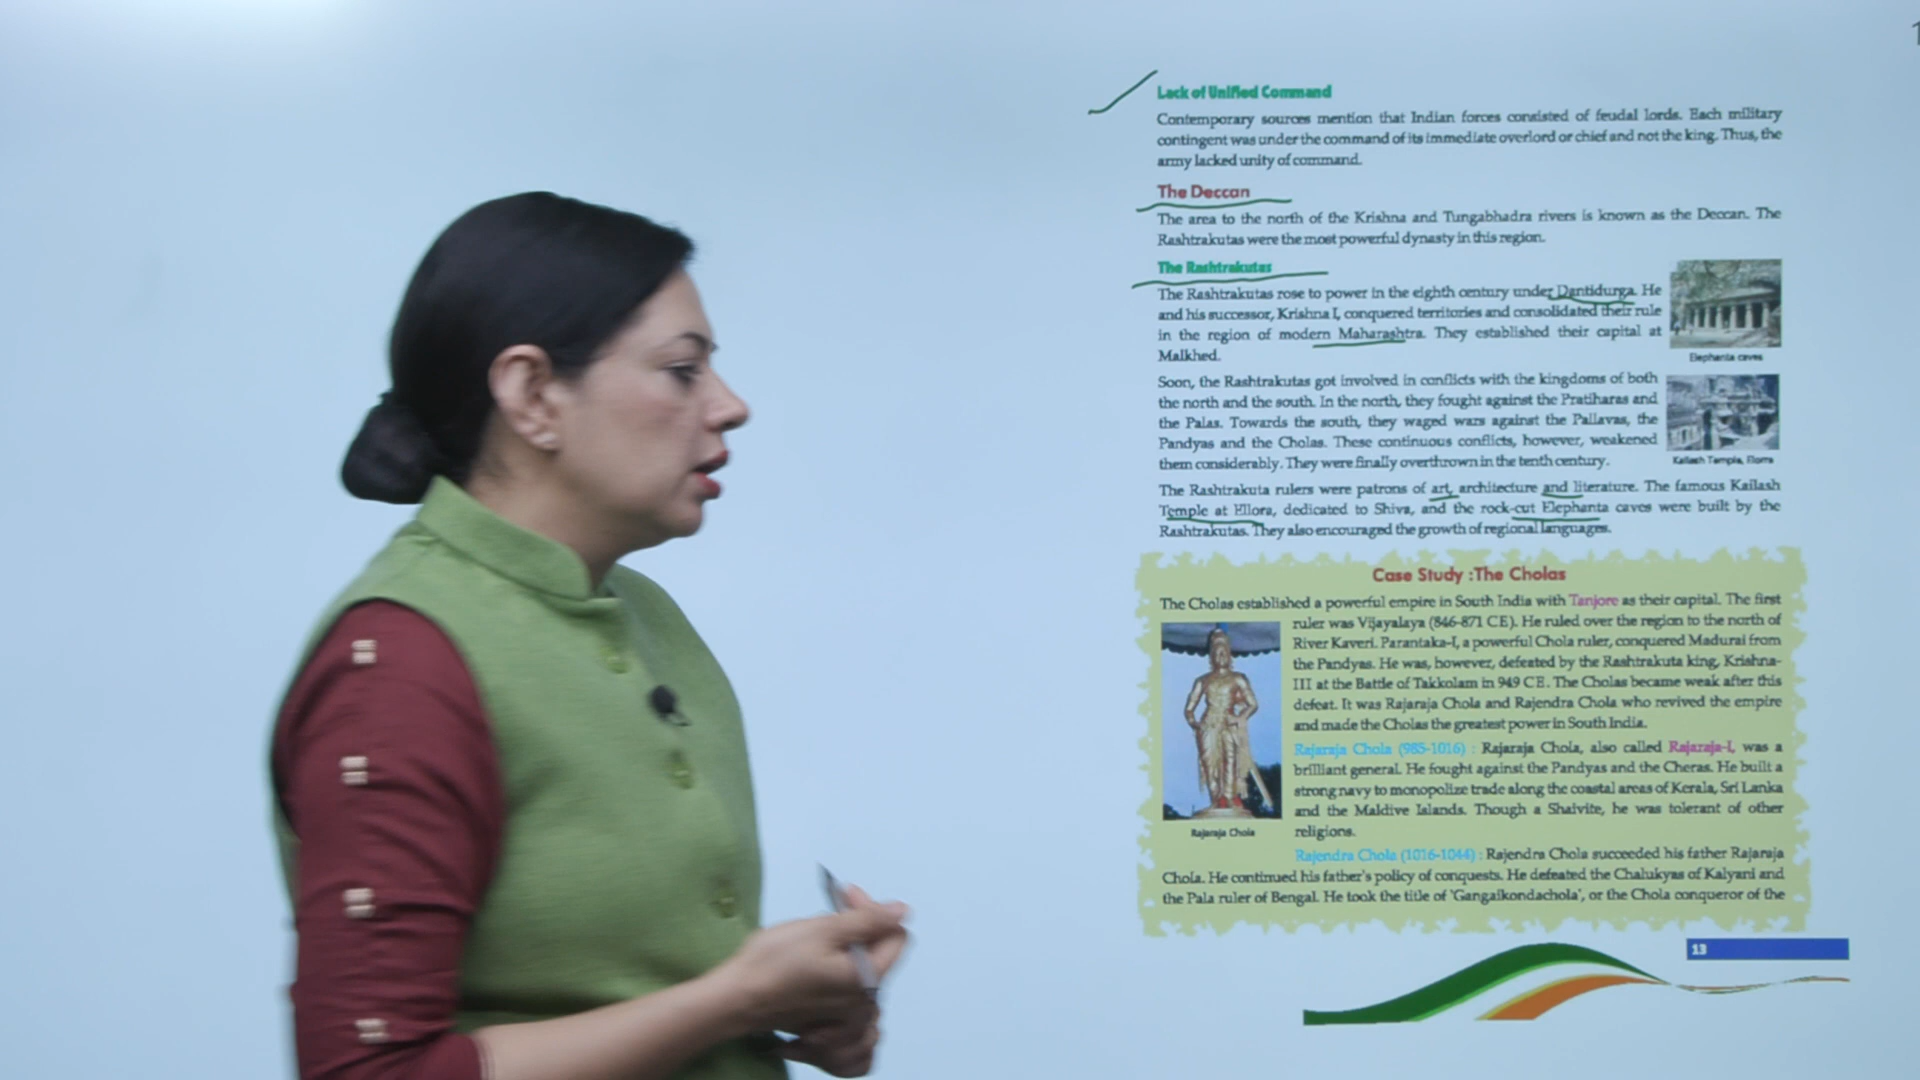 Lack of Unified Command
Contemporary sources mention that Indian forces consisted of feudal lords. Each military
contingent was under the command of its immediate overlord or chief and not the king. Thus, the
army lacked unity of command.
The Deccan
The area to the north of the Krishna and Tungabhadra rivers is known as the Deccan. The
Rashtrakutas were the most powerful dynasty in this region.
The Rashtrakutas
The Rashtrakutas rose to power in the eighth century under Dantidurga. He
and his successor, Krishna I, conquered territories and consolidated their rule
in the region of modern Maharashtra. They established their capital at
Malkhed.
Elephanta caves
Soon, the Rashtrakutas got involved in conflicts with the kingdoms of both
the north and the south. In the north, they fought against the Pratiharas and
the Palas. Towards the south, they waged wars against the Pallavas, the
Pandyas and the Cholas. These continuous conflicts, however, weakened
them considerably. They were finally overthrown in the tenth century.
Kailash Temple, Elorra
The Rashtrakuta rulers were patrons of art, architecture and literature. The famous Kailash
Temple at Ellora, dedicated to Shiva, and the rock-cut Elephanta caves were built by the
Rashtrakutas. They also encouraged the growth of regional languages.
Case Study :The Cholas
The Cholas established a powerful empire in South India with Tanjore as their capital. The first
ruler was Vijayalaya (846-871 CE). He ruled over the region to the north of
River Kaveri. Parantaka-I, a powerful Chola ruler, conquered Madurai from
the Pandyas. He was, however, defeated by the Rashtrakuta king, Krishna-
III at the Battle of Takkolam in 949 CE. The Cholas became weak after this
defeat. It was Rajaraja Chola and Rajendra Chola who revived the empire
and made the Cholas the greatest power in South India.
Rajaraja Chola (985-1016) : Rajaraja Chola, also called Rajaraja-I, was a
brilliant general. He fought against the Pandyas and the Cheras. He built a
strong navy to monopolize trade along the coastal areas of Kerala, Sri Lanka
and the Maldive Islands. Though a Shaivite, he was tolerant of other
religions.
Rajaraja Chola
Rajendra Chola (1016-1044) : Rajendra Chola succeeded his father Rajaraja
Chola. He continued his father's policy of conquests. He defeated the Chalukyas of Kalyani and
the Pala ruler of Bengal. He took the title of 'Gangaikondachola', or the Chola conqueror of the
13